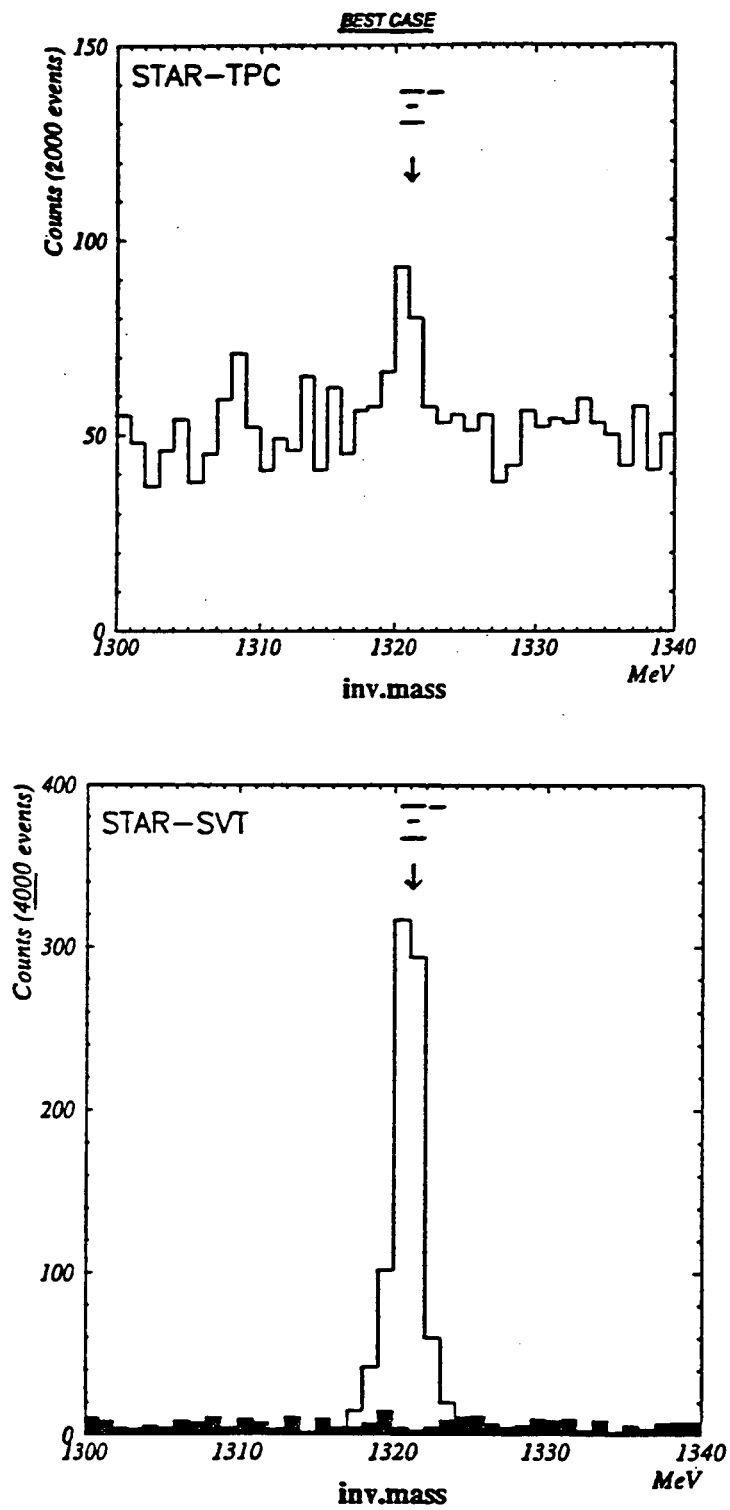 BEST CASE
150
STAR-TPC
Ξ−
↓
Counts (2000 events)
100
50
0
1300
1310
1320
1330
1340
MeV
inv.mass
400
STAR-SVT
Ξ−
↓
Counts (4000 events)
300
200
100
0
1300
1310
1320
1330
1340
MeV
inv.mass